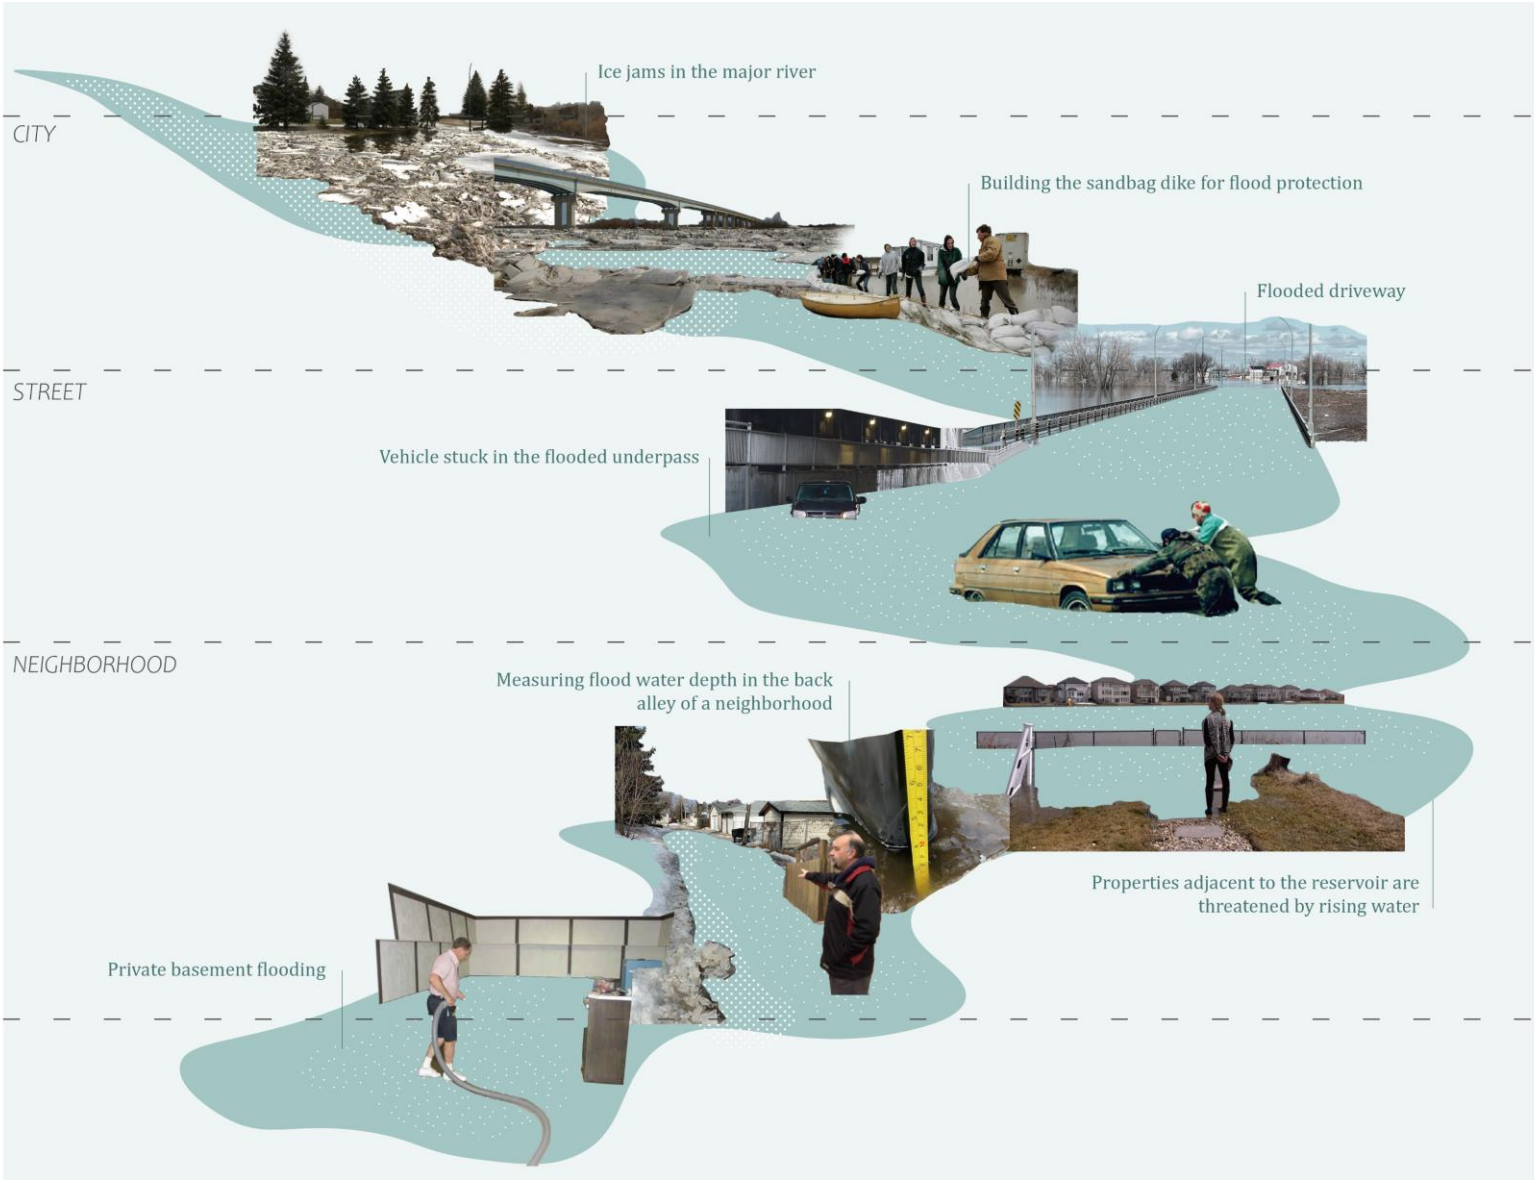 Ice jams in the major river
CITY
Building the sandbag dike for flood protection
Flooded driveway
STREET
Vehicle stuck in the flooded underpass
NEIGHBORHOOD
Measuring flood water depth in the back
alley of a neighborhood
Properties adjacent to the reservoir are
threatened by rising water
Private basement flooding